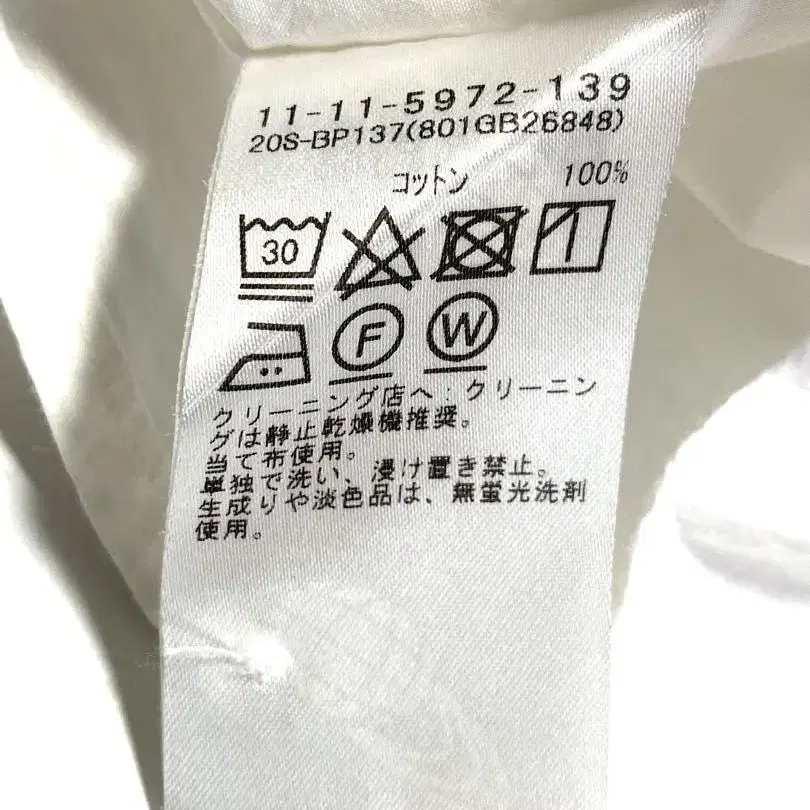 11-11-5972-139
20S-BP137(801GB26848)
コットン 100%
30
F W
クリーニング店へ:クリーニン
グは静止乾燥機推奨。
当て布使用。
単独で洗い、浸け置き禁止。
生成りや淡色品は、無蛍光洗剤
使用。